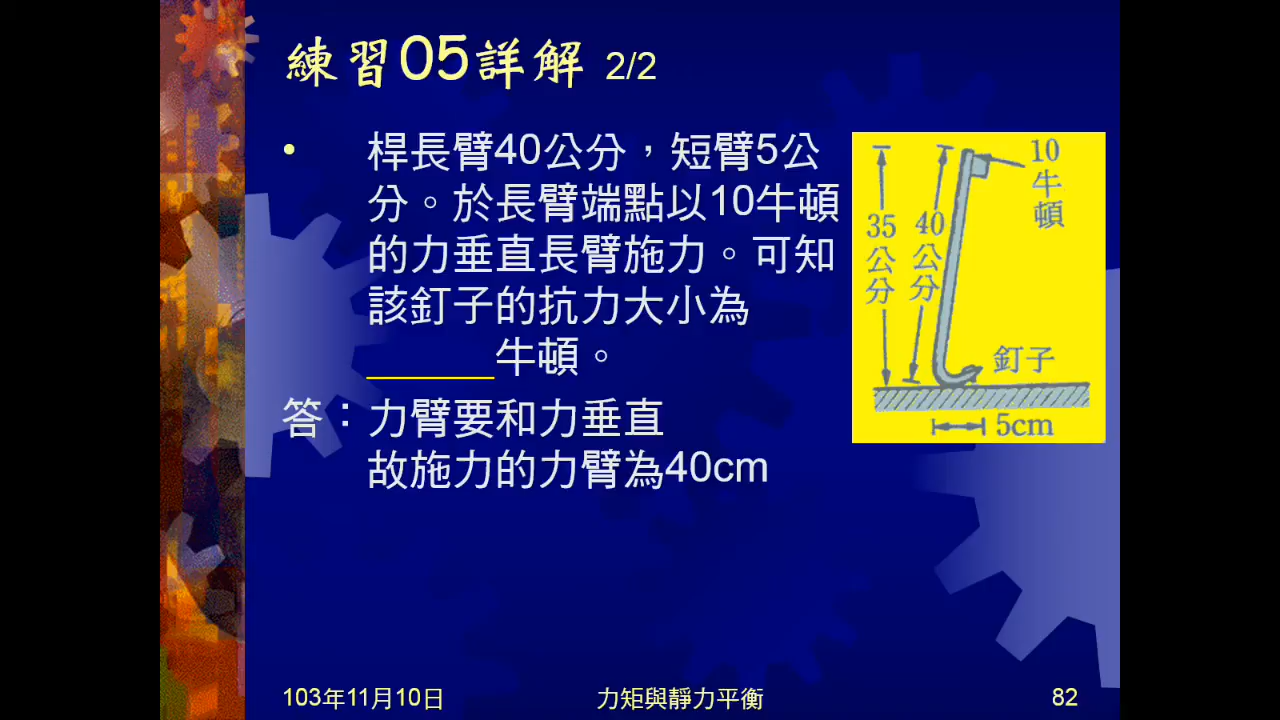 練習05詳解 2/2
• 桿長臂40公分，短臂5公
分。於長臂端點以10牛頓
的力垂直長臂施力。可知
該釘子的抗力大小為
______牛頓。
答：力臂要和力垂直
故施力的力臂為40cm
10
牛
頓
35
公
分
40
公
分
釘子
5cm
103年11月10日
力矩與靜力平衡
82